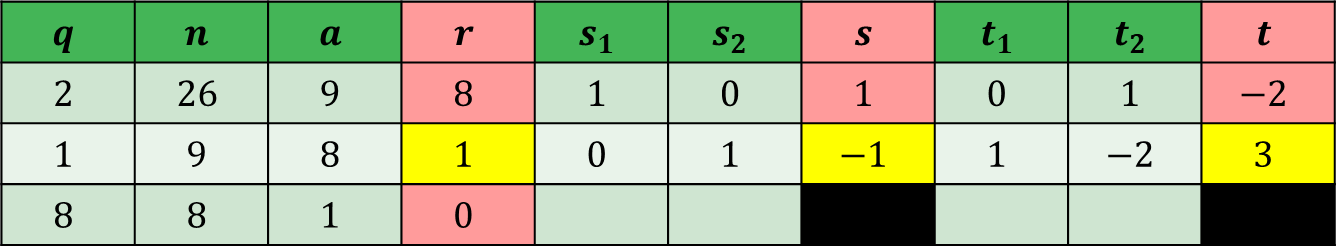 q n a r s₁ s₂ s t₁ t₂ t
2 26 9 8 1 0 1 0 1 −2
1 9 8 1 0 1 −1 1 −2 3
8 8 1 0